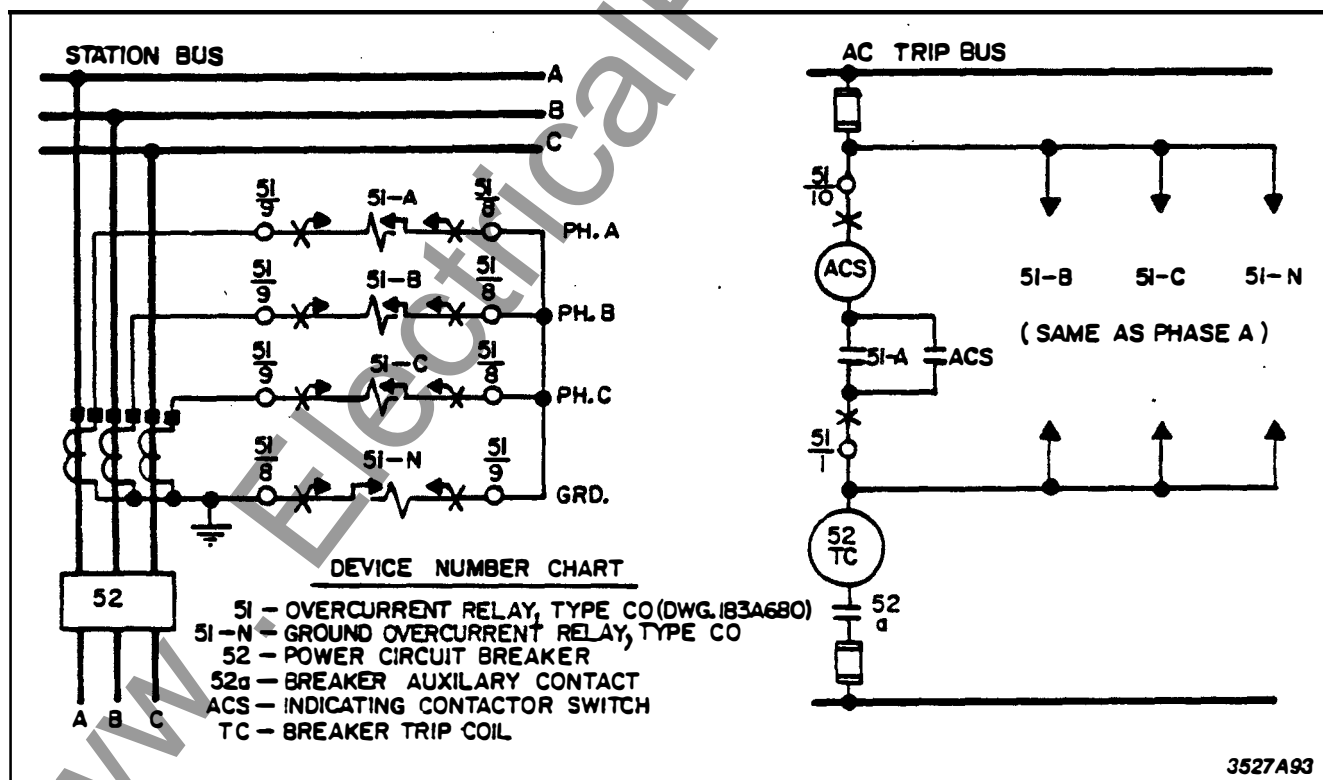 STATION BUS
A
B
C
51
9
51-A
51
8
PH. A
51
9
51-B
51
8
PH. B
51
9
51-C
51
8
PH. C
51
8
51-N
51
9
GRD.
52
A B C
DEVICE NUMBER CHART
51 - OVERCURRENT RELAY, TYPE CO (DWG. 183A680)
51-N - GROUND OVERCURRENT RELAY, TYPE CO
52 - POWER CIRCUIT BREAKER
52a - BREAKER AUXILARY CONTACT
ACS - INDICATING CONTACTOR SWITCH
TC - BREAKER TRIP COIL
AC TRIP BUS
51
10
ACS
51-A
ACS
51
1
51-B 51-C 51-N
(SAME AS PHASE A)
52
TC
52
a
3527A93
www. Electrical